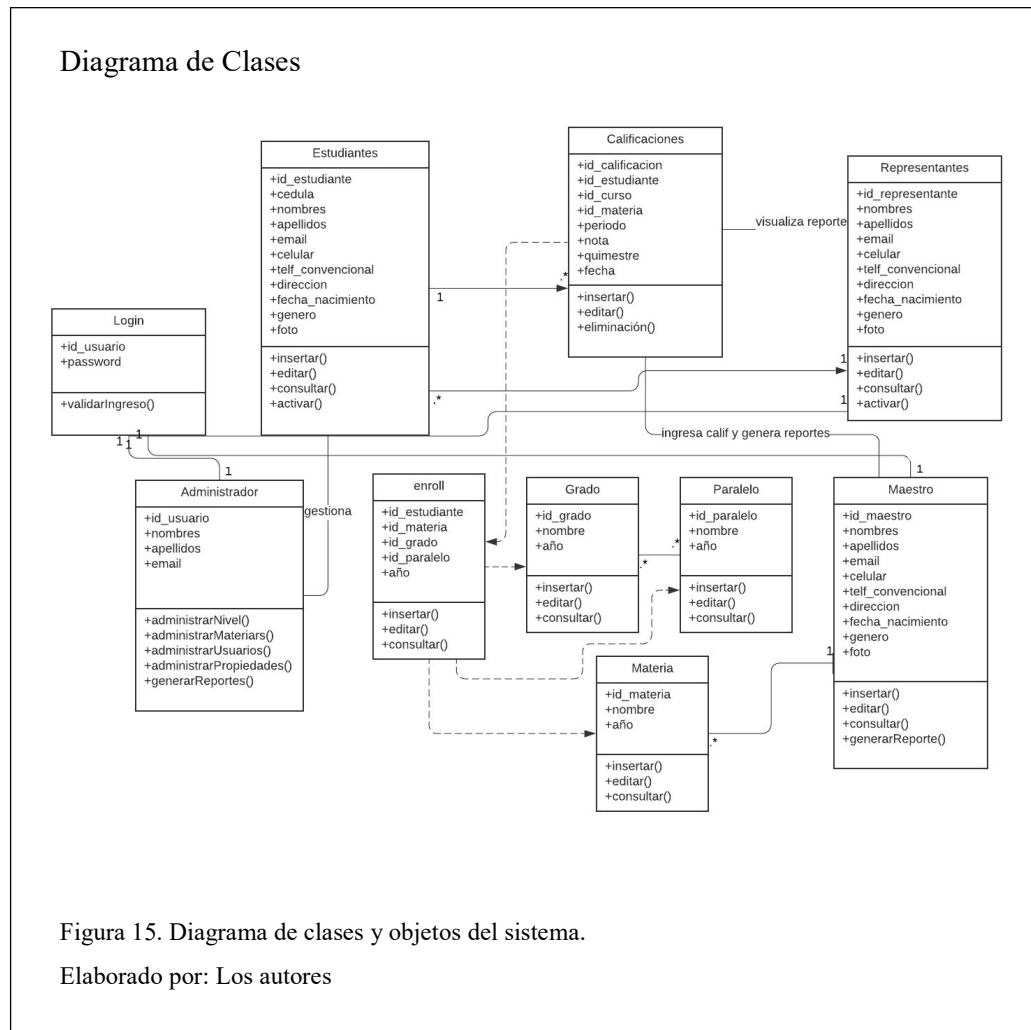 Diagrama de Clases
Estudiantes
+id_estudiante
+cedula
+nombres
+apellidos
+email
+celular
+telf_convencional
+direccion
+fecha_nacimiento
+genero
+foto
+insertar()
+editar()
+consultar()
+activar()
Calificaciones
+id_calificacion
+id_estudiante
+id_curso
+id_materia
+periodo
+nota
+quimestre
+fecha
+insertar()
+editar()
+eliminación()
visualiza reporte
Representantes
+id_representante
+nombres
+apellidos
+email
+celular
+telf_convencional
+direccion
+fecha_nacimiento
+genero
+foto
+insertar()
+editar()
+consultar()
+activar()
1
.*
1
.*
1
Login
+id_usuario
+password
+validarIngreso()
1
1
1
1
1
ingresa calif y genera reportes
gestiona
Administrador
+id_usuario
+nombres
+apellidos
+email
+administrarNivel()
+administrarMateriars()
+administrarUsuarios()
+administrarPropiedades()
+generarReportes()
enroll
+id_estudiante
+id_materia
+id_grado
+id_paralelo
+año
+insertar()
+editar()
+consultar()
Grado
+id_grado
+nombre
+año
+insertar()
+editar()
+consultar()
.*
.*
Paralelo
+id_paralelo
+nombre
+año
+insertar()
+editar()
+consultar()
Maestro
+id_maestro
+nombres
+apellidos
+email
+celular
+telf_convencional
+direccion
+fecha_nacimiento
+genero
+foto
+insertar()
+editar()
+consultar()
+generarReporte()
1
.*
Materia
+id_materia
+nombre
+año
+insertar()
+editar()
+consultar()
Figura 15. Diagrama de clases y objetos del sistema.
Elaborado por: Los autores